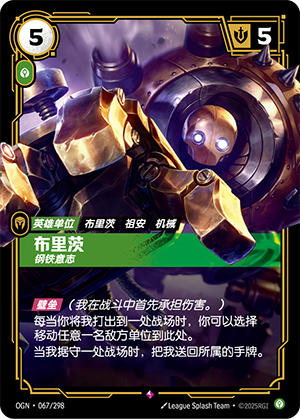 5
5
英雄单位 布里茨 祖安 机械
布里茨
钢铁意志
壁垒 (我在战斗中首先承担伤害。)
每当你将我打出到一处战场时，你可以选择
移动任意一名敌方单位到此处。
当我据守一处战场时，把我送回所属的手牌。
OGN • 067/298
League Splash Team • ©2025RGI